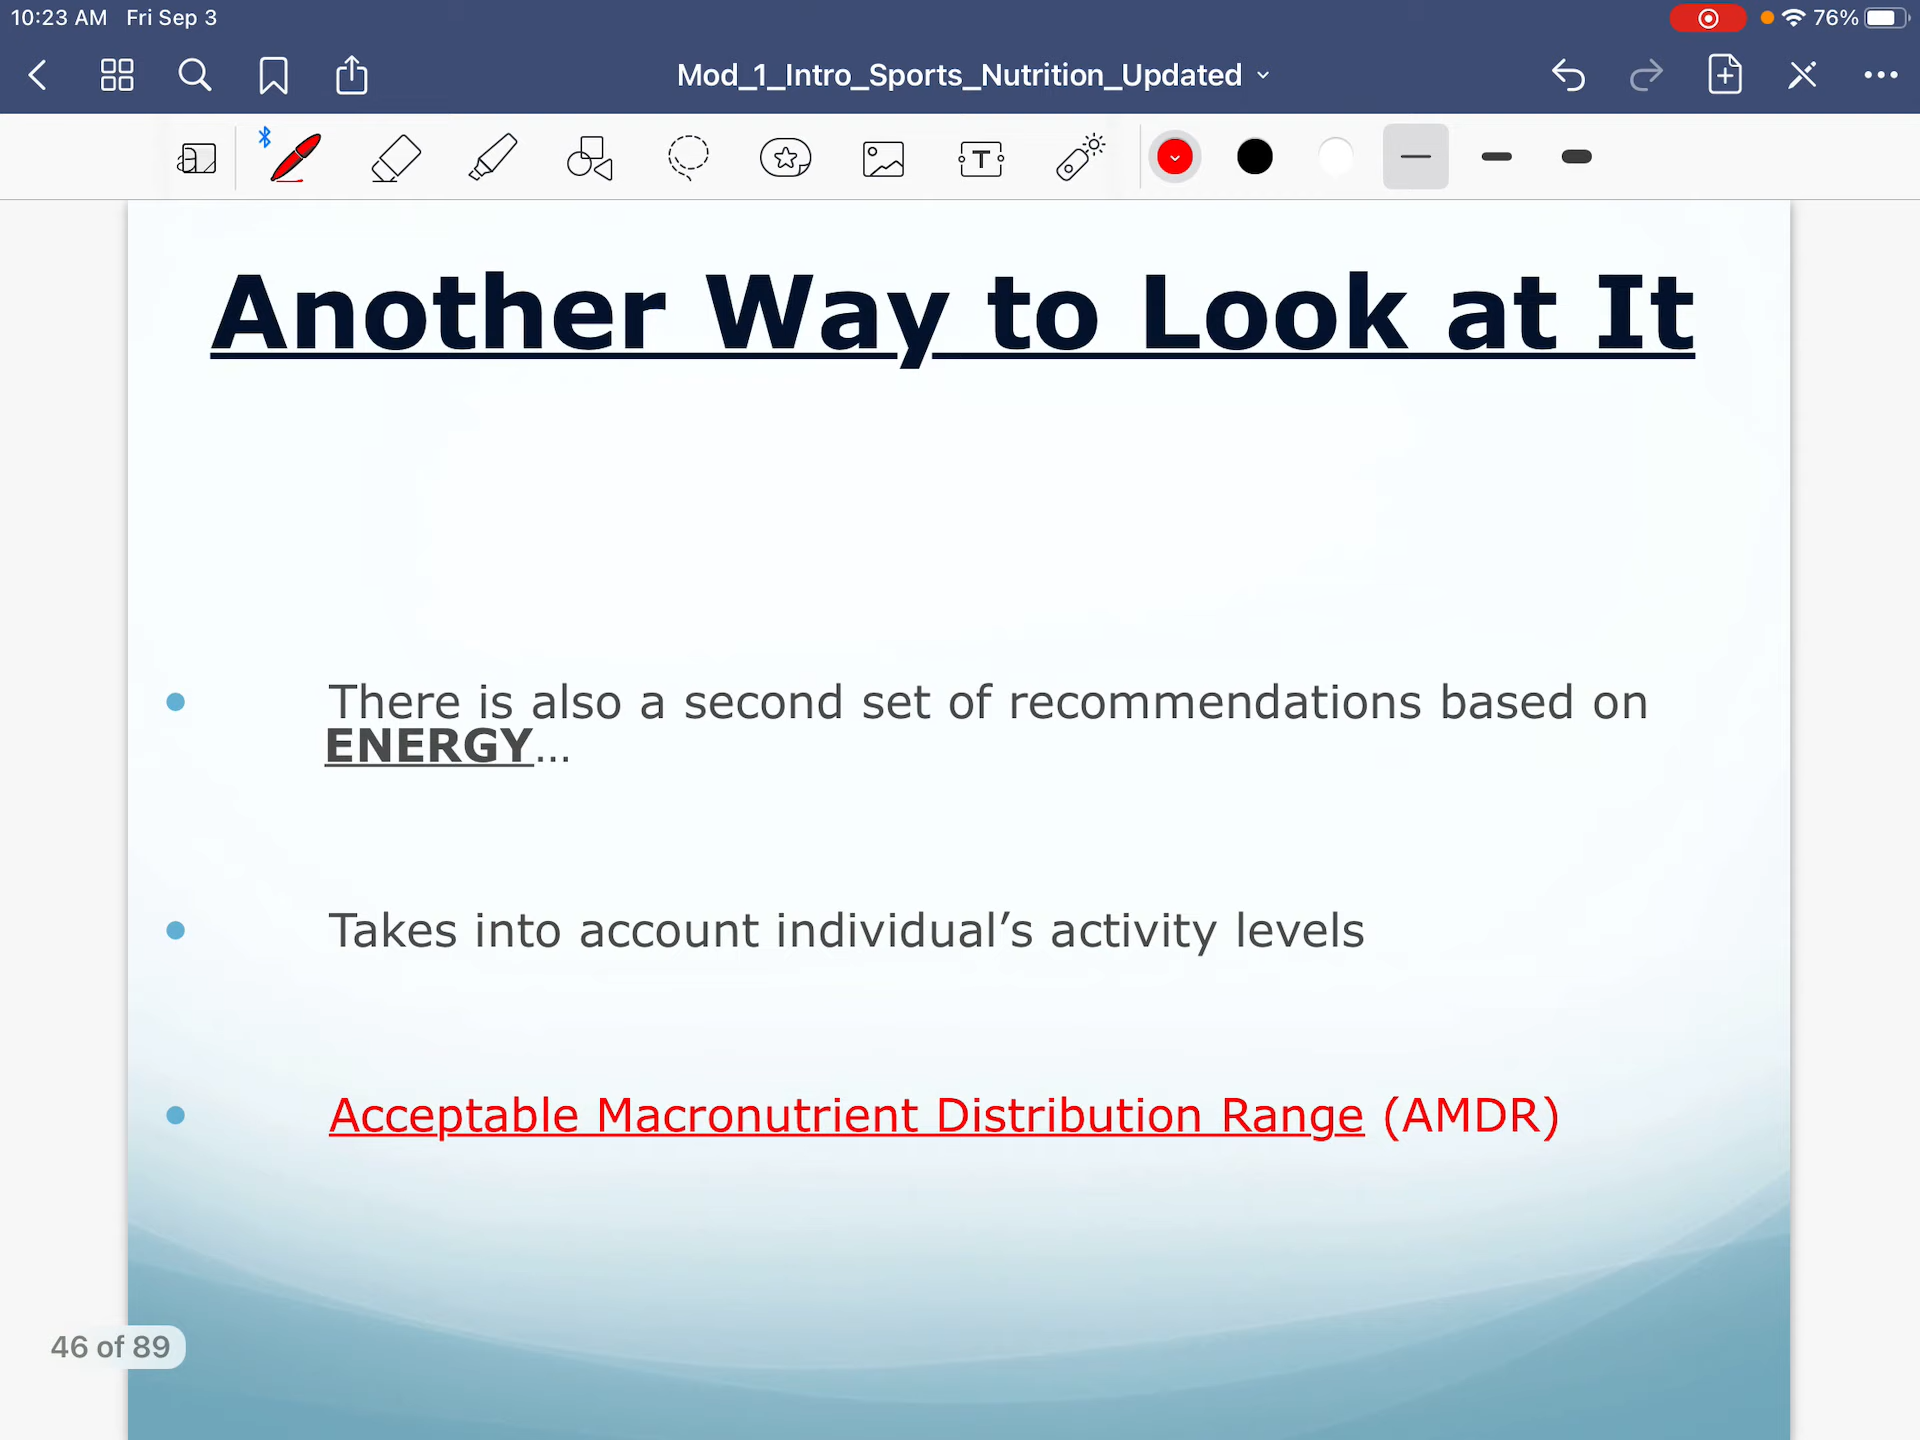 10:23 AM Fri Sep 3
76%
Mod_1_Intro_Sports_Nutrition_Updated
Another Way to Look at It
• There is also a second set of recommendations based on
ENERGY...
• Takes into account individual’s activity levels
• Acceptable Macronutrient Distribution Range (AMDR)
46 of 89